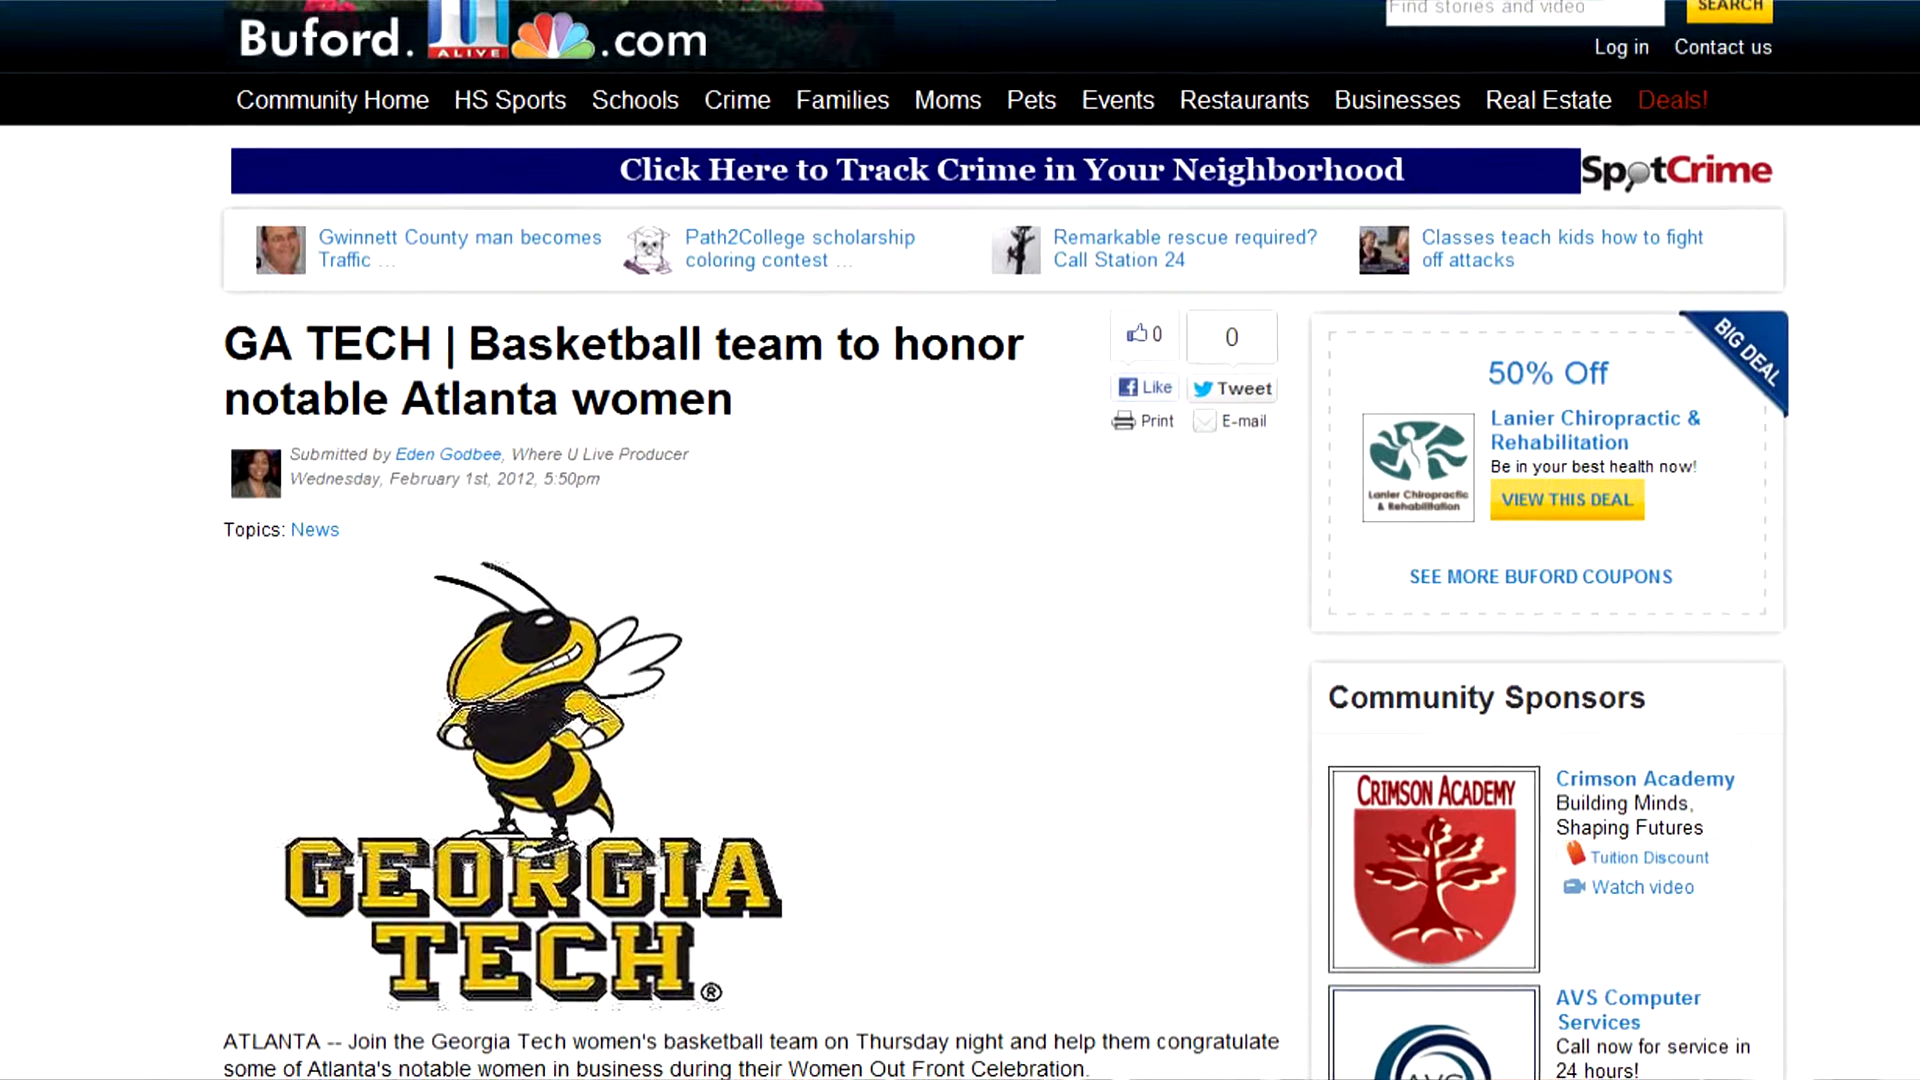 Buford. 11 ALIVE .com
Find stories and video
SEARCH
Log in Contact us
Community Home HS Sports Schools Crime Families Moms Pets Events Restaurants Businesses Real Estate Deals!
Click Here to Track Crime in Your Neighborhood
SpotCrime
Gwinnett County man becomes
Traffic ...
Path2College scholarship
coloring contest ...
Remarkable rescue required?
Call Station 24
Classes teach kids how to fight
off attacks
GA TECH | Basketball team to honor
notable Atlanta women
0
0
Like
Tweet
Print
E-mail
Submitted by Eden Godbee, Where U Live Producer
Wednesday, February 1st, 2012, 5:50pm
Topics: News
GEORGIA
TECH®
ATLANTA -- Join the Georgia Tech women's basketball team on Thursday night and help them congratulate
some of Atlanta's notable women in business during their Women Out Front Celebration.
BIG DEAL
50% Off
Lanier Chiropractic
& Rehabilitation
Lanier Chiropractic &
Rehabilitation
Be in your best health now!
VIEW THIS DEAL
SEE MORE BUFORD COUPONS
Community Sponsors
CRIMSON ACADEMY
Crimson Academy
Building Minds,
Shaping Futures
Tuition Discount
Watch video
AVS
AVS Computer
Services
Call now for service in
24 hours!